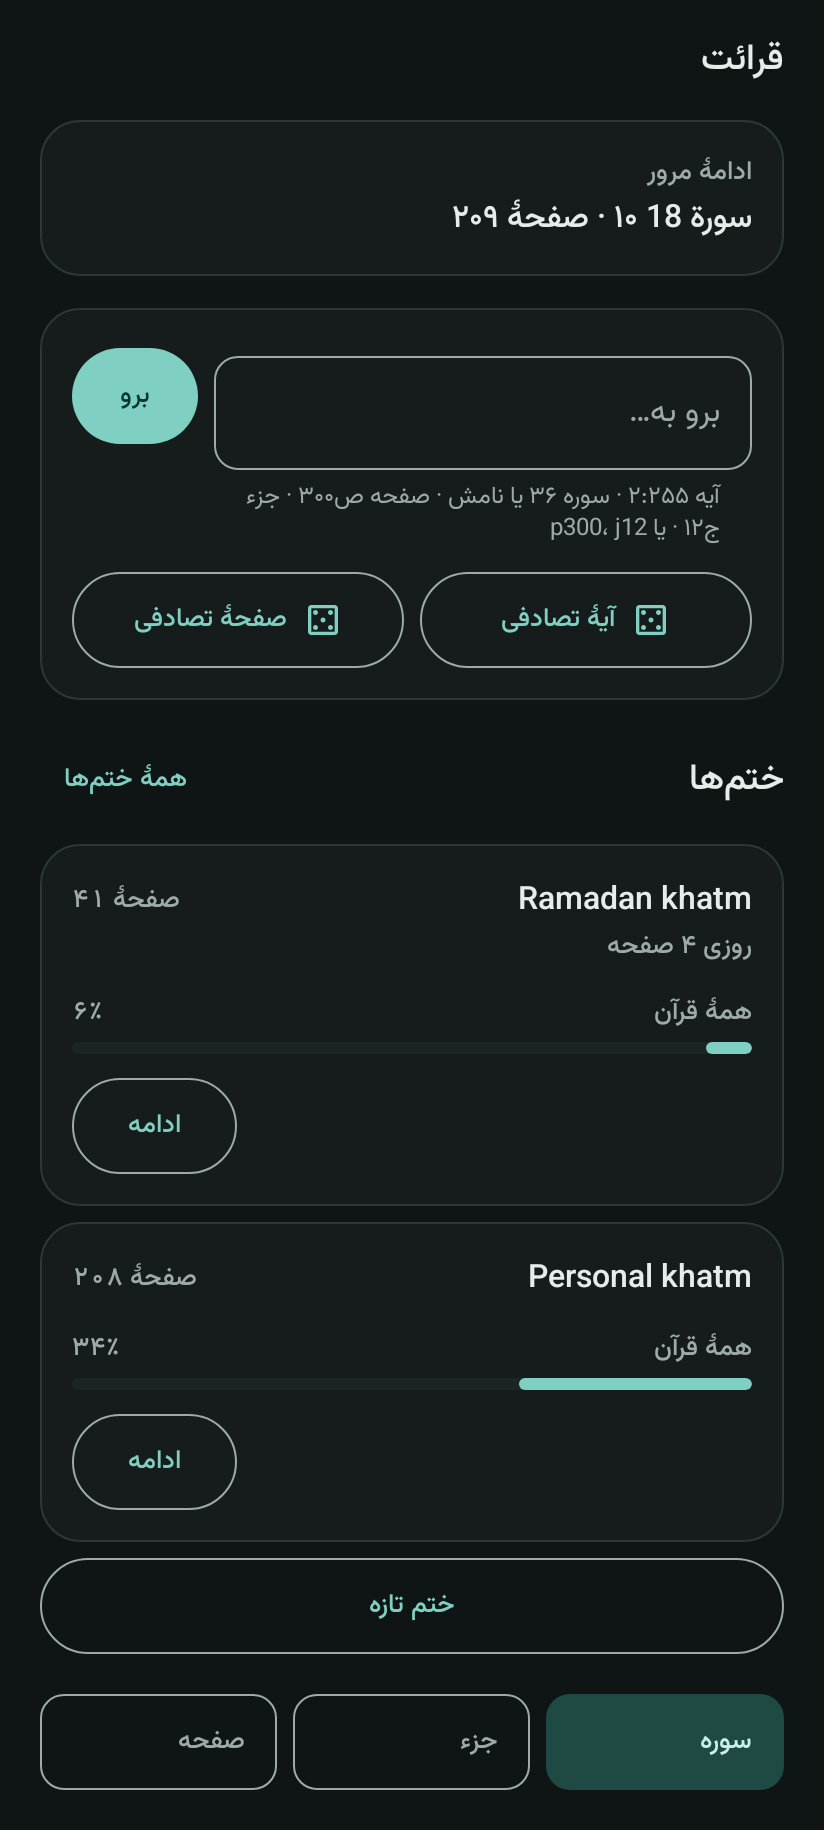 قرائت
ادامهٔ مرور
سورة 18 ۱۰ · صفحهٔ ۲۰۹
برو به...
برو
آیه ۲:۲۵۵ · سوره ۳۶ یا نامش · صفحه ص۳۰۰ · جزء
ج۱۲ · یا p300، j12
آیهٔ تصادفی
صفحهٔ تصادفی
ختم‌ها
همهٔ ختم‌ها
Ramadan khatm
صفحهٔ ۴۱
روزی ۴ صفحه
همهٔ قرآن
۶٪
ادامه
Personal khatm
صفحهٔ ۲۰۸
همهٔ قرآن
۳۴٪
ادامه
ختم تازه
سوره
جزء
صفحه